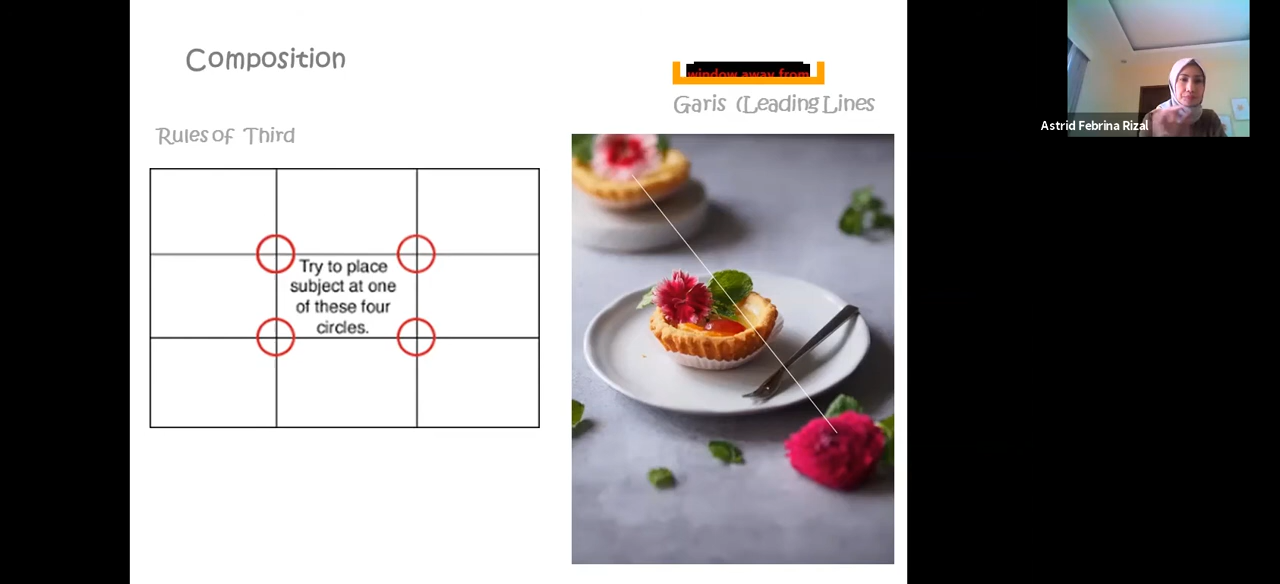 Composition
window away from
Garis (Leading Lines
Rules of Third
Try to place
subject at one
of these four
circles.
Astrid Febrina Rizal